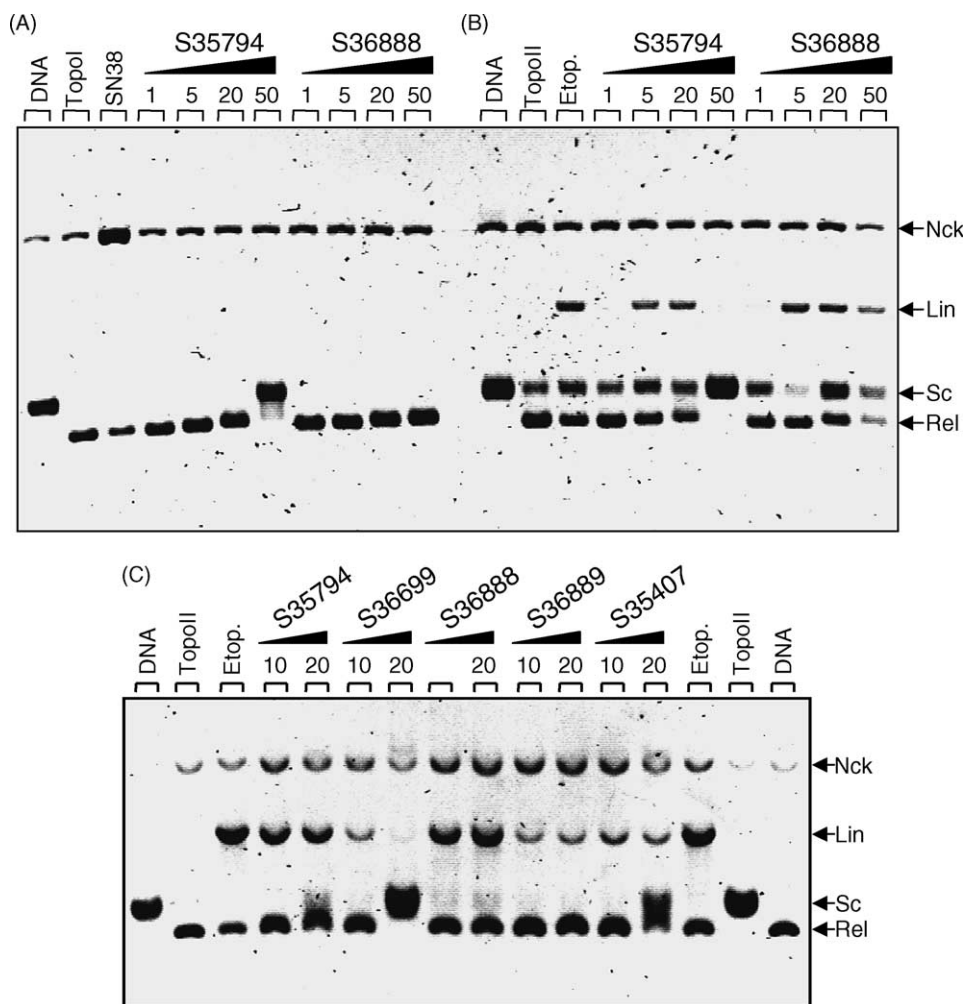 (A)
DNA TopoI SN38 S35794 S36888
1 5 20 50 1 5 20 50
(B)
DNA TopoII Etop. S35794 S36888
1 5 20 50 1 5 20 50
Nck
Lin
Sc
Rel
(C)
DNA TopoII Etop. S35794 S36699 S36888 S36889 S35407 Etop. TopoII DNA
10 20 10 20 20 10 20 10 20
Nck
Lin
Sc
Rel